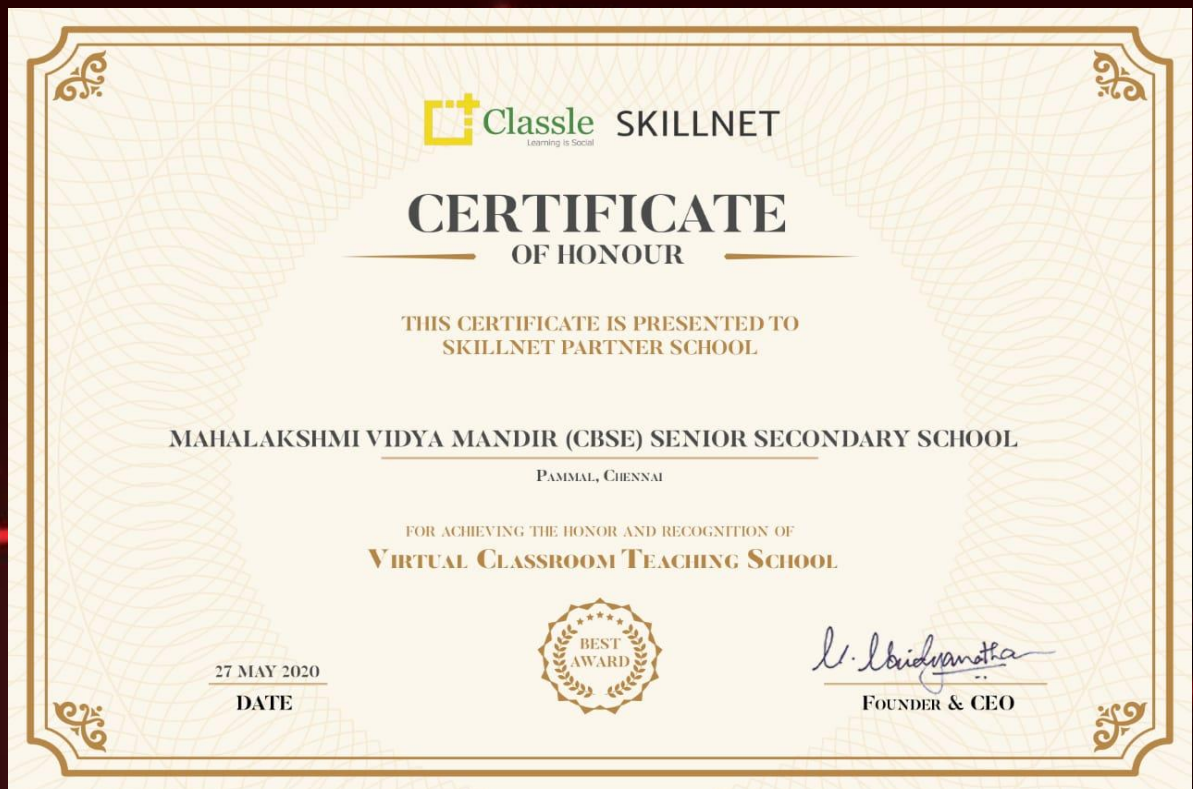 Classle SKILLNET
Learning is Social
CERTIFICATE
OF HONOUR
THIS CERTIFICATE IS PRESENTED TO
SKILLNET PARTNER SCHOOL
MAHALAKSHMI VIDYA MANDIR (CBSE) SENIOR SECONDARY SCHOOL
PAMMAL, CHENNAI
FOR ACHIEVING THE HONOR AND RECOGNITION OF
VIRTUAL CLASSROOM TEACHING SCHOOL
BEST
AWARD
27 MAY 2020
DATE
FOUNDER & CEO